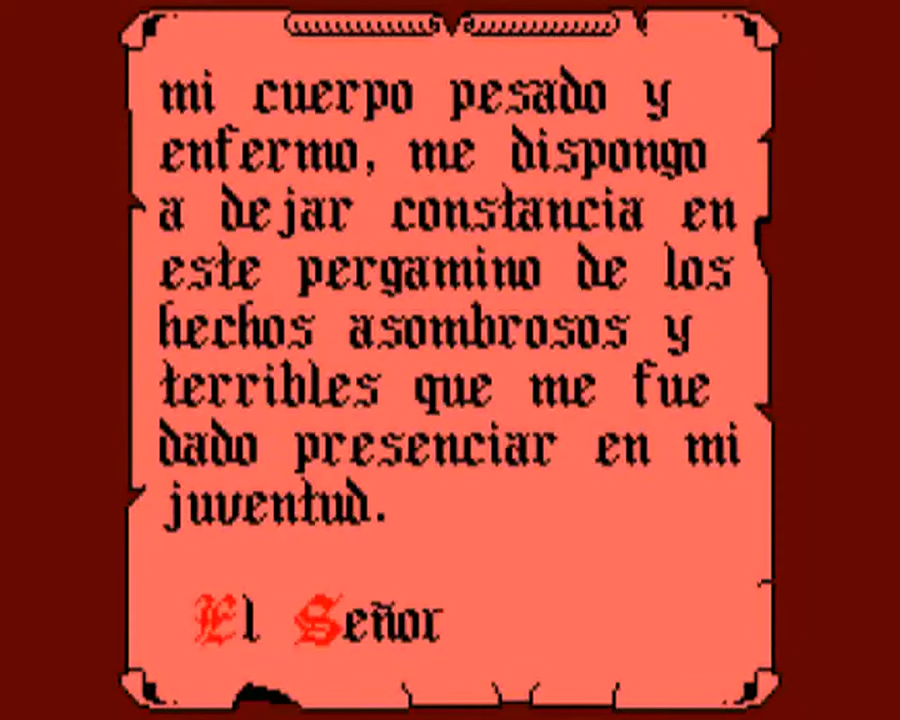 mi cuerpo pesado y
enfermo, me dispongo
a dejar constancia en
este pergamino de los
hechos asombrosos y
terribles que me fue
dado presenciar en mi
juventud.
El Señor